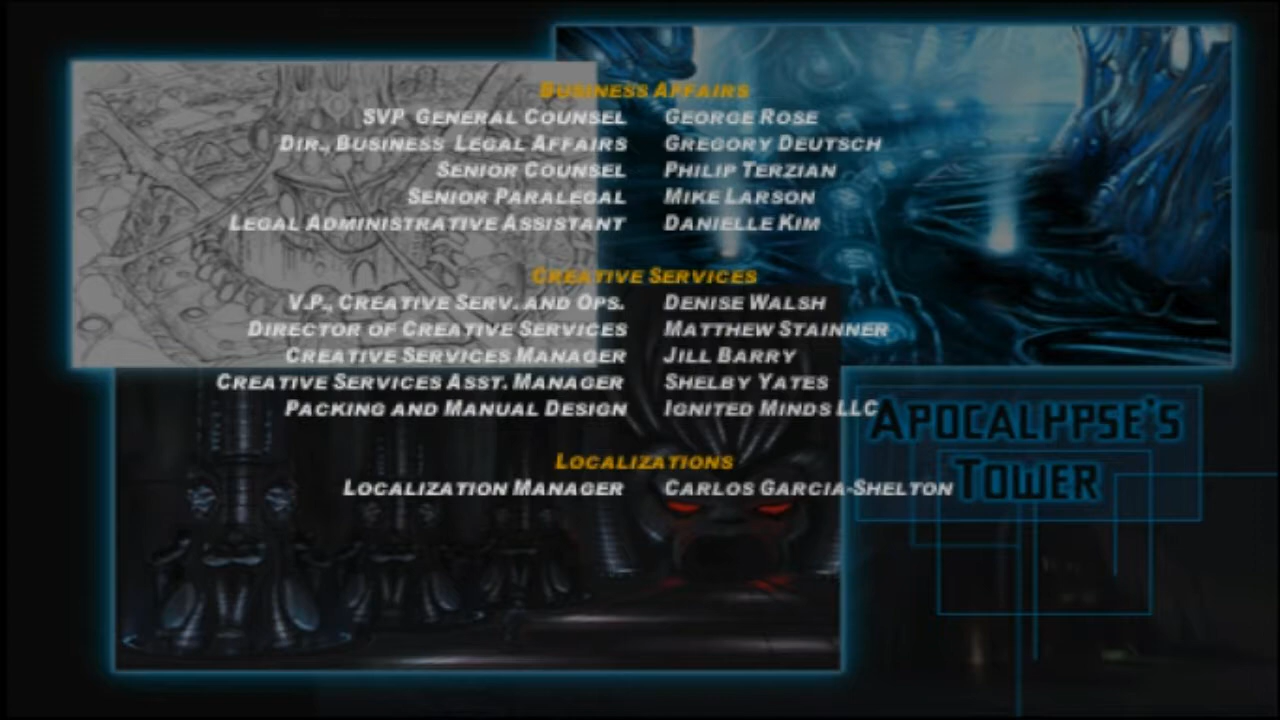 BUSINESS AFFAIRS
SVP GENERAL COUNSEL GEORGE ROSE
DIR., BUSINESS LEGAL AFFAIRS GREGORY DEUTSCH
SENIOR COUNSEL PHILIP TERZIAN
SENIOR PARALEGAL MIKE LARSON
LEGAL ADMINISTRATIVE ASSISTANT DANIELLE KIM
CREATIVE SERVICES
V.P., CREATIVE SERV. AND OPS. DENISE WALSH
DIRECTOR OF CREATIVE SERVICES MATTHEW STAINNER
CREATIVE SERVICES MANAGER JILL BARRY
CREATIVE SERVICES ASST. MANAGER SHELBY YATES
PACKING AND MANUAL DESIGN IGNITED MINDS LLC
LOCALIZATIONS
LOCALIZATION MANAGER CARLOS GARCIA-SHELTON
APOCALYPSE'S
TOWER